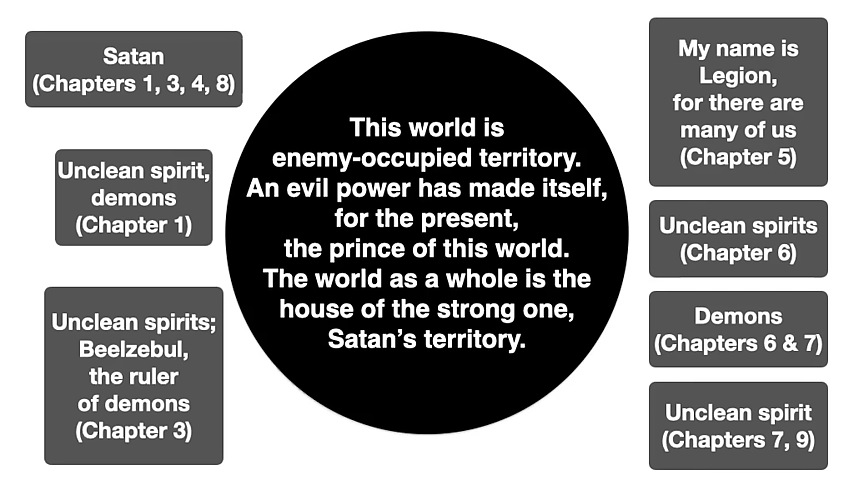 Satan
(Chapters 1, 3, 4, 8)
Unclean spirit,
demons
(Chapter 1)
Unclean spirits;
Beelzebul,
the ruler
of demons
(Chapter 3)
This world is
enemy-occupied territory.
An evil power has made itself,
for the present,
the prince of this world.
The world as a whole is the
house of the strong one,
Satan’s territory.
My name is
Legion,
for there are
many of us
(Chapter 5)
Unclean spirits
(Chapter 6)
Demons
(Chapters 6 & 7)
Unclean spirit
(Chapters 7, 9)